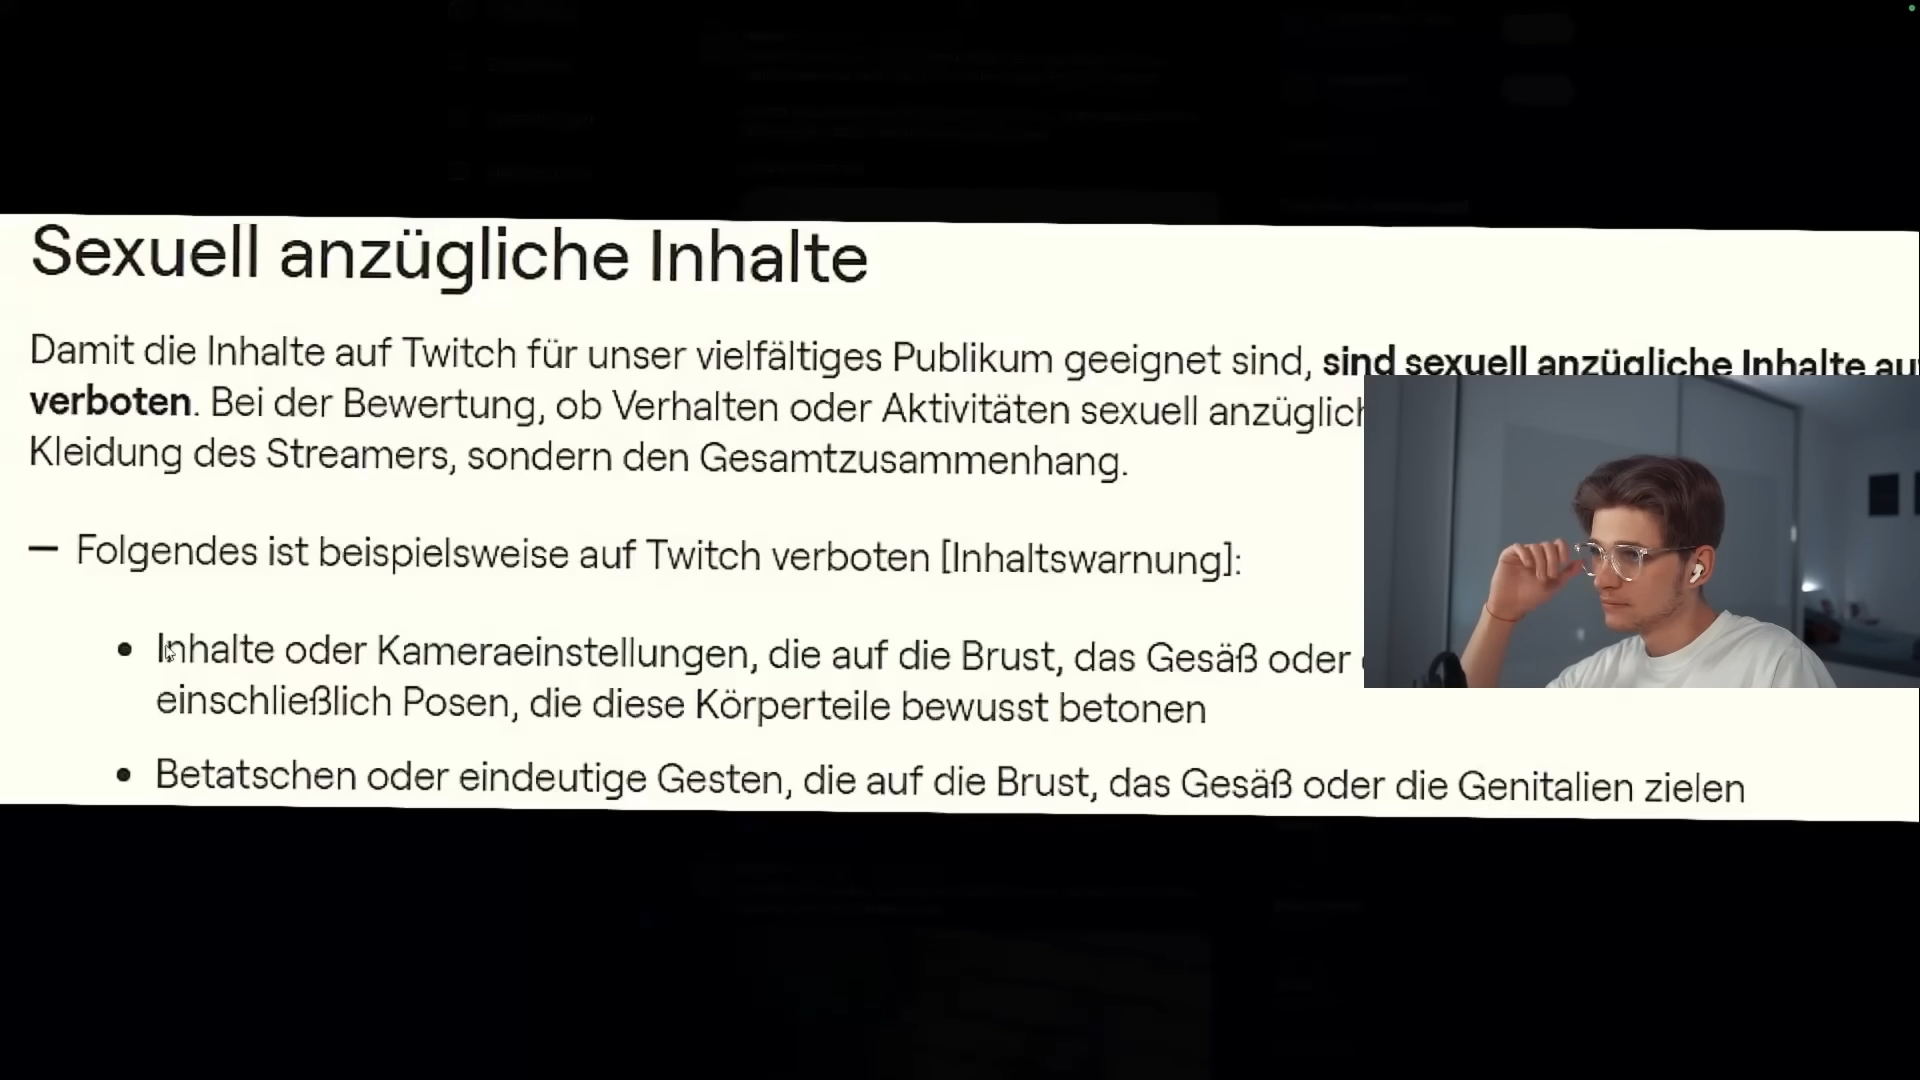 Sexuell anzügliche Inhalte
Damit die Inhalte auf Twitch für unser vielfältiges Publikum geeignet sind, sind sexuell anzügliche Inhalte
verboten. Bei der Bewertung, ob Verhalten oder Aktivitäten sexuell
Kleidung des Streamers, sondern den Gesamtzusammenhang.
– Folgendes ist beispielsweise auf Twitch verboten [Inhaltswarnung]:
• Inhalte oder Kameraeinstellungen, die auf die Brust, das Gesäß oder
einschließlich Posen, die diese Körperteile bewusst betonen
• Betatschen oder eindeutige Gesten, die auf die Brust, das Gesäß oder die Genitalien zielen